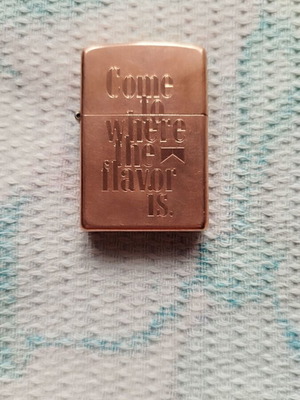 Come
to
where
the
flavor
is.